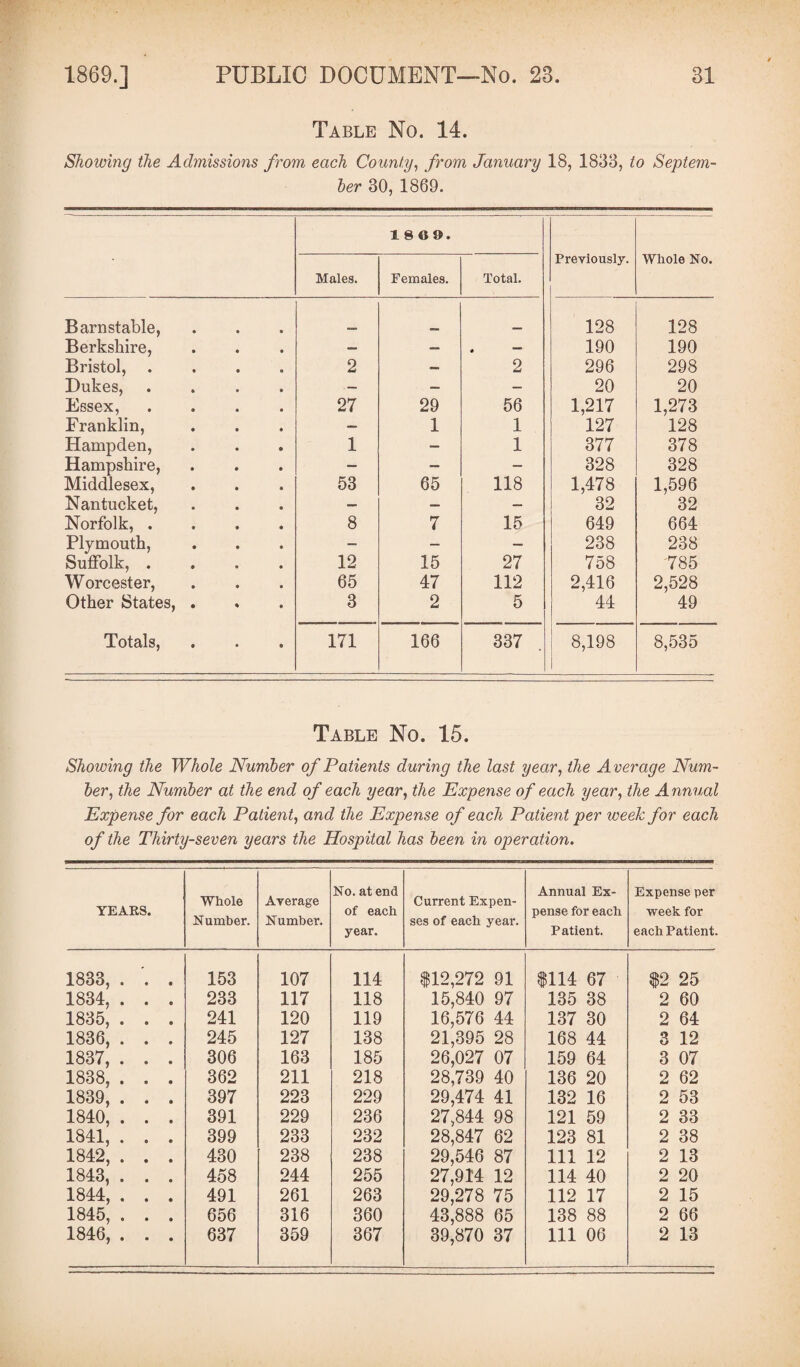 1869.] PUBLIC DOCUMENT—No. 23. 31
TABLE No. 14.
Showing the Admissions from each County, from January 18, 1833, to Septem-
ber 30, 1869.
1869. Previously. Whole No.
Males. Females. Total.
Barnstable, . . . – – – 128 128
Berkshire, . . . – – – 190 190
Bristol, . . . . 2 – 2 296 298
Dukes, . . . . – – – 20 20
Essex, . . . . 27 29 56 1,217 1,273
Franklin, . . . – 1 1 127 128
Hampden, . . . 1 – 1 377 378
Hampshire, . . . – – – 328 328
Middlesex, . . . 53 65 118 1,478 1,596
Nantucket, . . . – – – 32 32
Norfolk, . . . . 8 7 15 649 664
Plymouth, . . . – – – 238 238
Suffolk, . . . . 12 15 27 758 785
Worcester, . . . 65 47 112 2,416 2,528
Other States, . . . 3 2 5 44 49
Totals, . . . 171 166 337 8,198 8,535
TABLE No. 15.
Showing the Whole Number of Patients during the last year, the Average Num-
ber, the Number at the end of each year, the Expense of each year, the Annual
Expense for each Patient, and the Expense of each Patient per week for each
of the Thirty-seven years the Hospital has been in operation.
YEARS. Whole Number. Average Number. No. at end of each year. Current Expen- ses of each year. Annual Ex- pense for each Patient. Expense per week for each Patient.
1833, . . . 153 107 114 $12,272 91 $114 67 $2 25
1834, . . . 233 117 118 15,840 97 135 38 2 60
1835, . . . 241 120 119 16,576 44 137 30 2 64
1836, . . . 245 127 138 21,395 28 168 44 3 12
1837, . . . 306 163 185 26,027 07 159 64 3 07
1838, . . . 362 211 218 28,739 40 136 20 2 62
1839, . . . 397 223 229 29,474 41 132 16 2 53
1840, . . . 391 229 236 27,844 98 121 59 2 33
1841, . . . 399 233 232 28,847 62 123 81 2 38
1842, . . . 430 238 238 29,546 87 111 12 2 13
1843, . . . 458 244 255 27,914 12 114 40 2 20
1844, . . . 491 261 263 29,278 75 112 17 2 15
1845, . . . 656 316 360 43,888 65 138 88 2 66
1846, . . . 637 359 367 39,870 37 111 06 2 13